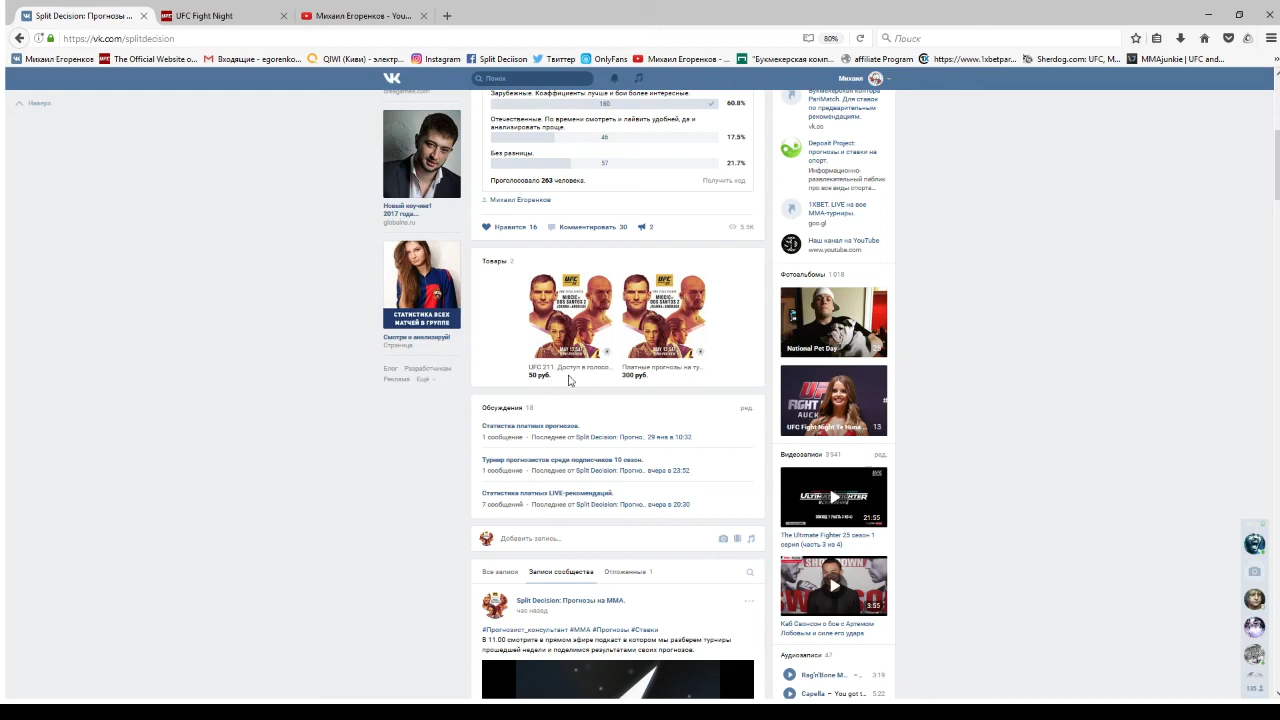 Split Decision: Прогнозы ...
UFC Fight Night
Михаил Егоренков - You...
https://vk.com/splitdecision
80%
Поиск
Михаил Егоренков
The Official Website o...
Входящие - egorenko...
QIWI (Киви) - электр...
Instagram
Split Deciison
Твиттер
OnlyFans
Михаил Егоренков - ...
"Букмекерская комп...
affiliate Program
https://www.1xbetpar...
Sherdog.com: UFC, M...
MMAjunkie | UFC and...
Поиск
Михаил
Наверх
Новый коучинг!
2017 года...
СТАТИСТИКА ВСЕХ
МАТЧЕЙ В ГРУППЕ
Смотри и анализируй!
Страница
Блог Разработчикам
Реклама Ещё
Зарубежные. Коэффициенты лучше и бои более интересные.
160 60.8%
Отечественные. По времени смотреть и лайвить удобней, да и
анализировать проще.
46 17.5%
Без разницы.
57 21.7%
Проголосовало 263 человека. Получить код
Михаил Егоренков
Нравится 16 Комментировать 30 2 5.5K
Товары 2
UFC 211. Доступ в голосо...
50 руб.
Платные прогнозы на ту...
300 руб.
Обсуждения 18 ред.
Статистка платных прогнозов.
1 сообщение · Последнее от Split Decision: Прогно.. 29 янв в 10:32
Турнир прогнозистов среди подписчиков 10 сезон.
1 сообщение · Последнее от Split Decision: Прогно.. вчера в 23:52
Статистика платных LIVE-рекомендаций.
7 сообщений · Последнее от Split Decision: Прогно.. вчера в 20:30
Добавить запись...
Все записи Записи сообщества Отложенные 1
Split Decision: Прогнозы на ММА.
час назад
#Прогнозист_консультант #ММА #Прогнозы #Ставки
В 11.00 смотрите в прямом эфире подкаст в котором мы разберем турниры
прошедшей недели и поделимся результатами своих прогнозов.
Букмекерская контора
PariMatch. Для ставок
по предварительным
рекомендациям.
vk.cc
Deposit Project:
прогнозы и ставки на
спорт.
Информационно-
развлекательный паблик
про все виды спорта...
1XBET. LIVE на все
ММА-турниры.
goo.gl
Наш канал на YouTube
www.youtube.com
Фотоальбомы 1 018
National Pet Day 25
UFC Fight Night Te Huna... 13
Видеозаписи 3 941 ред.
21:55
The Ultimate Fighter 25 сезон 1
серия (часть 3 из 4)
3:55
Каб Свонсон о бое с Артемом
Лобовым и силе его удара
Аудиозаписи 47
Rag'n'Bone M... 3:19
Capella – You got t... 5:22
135